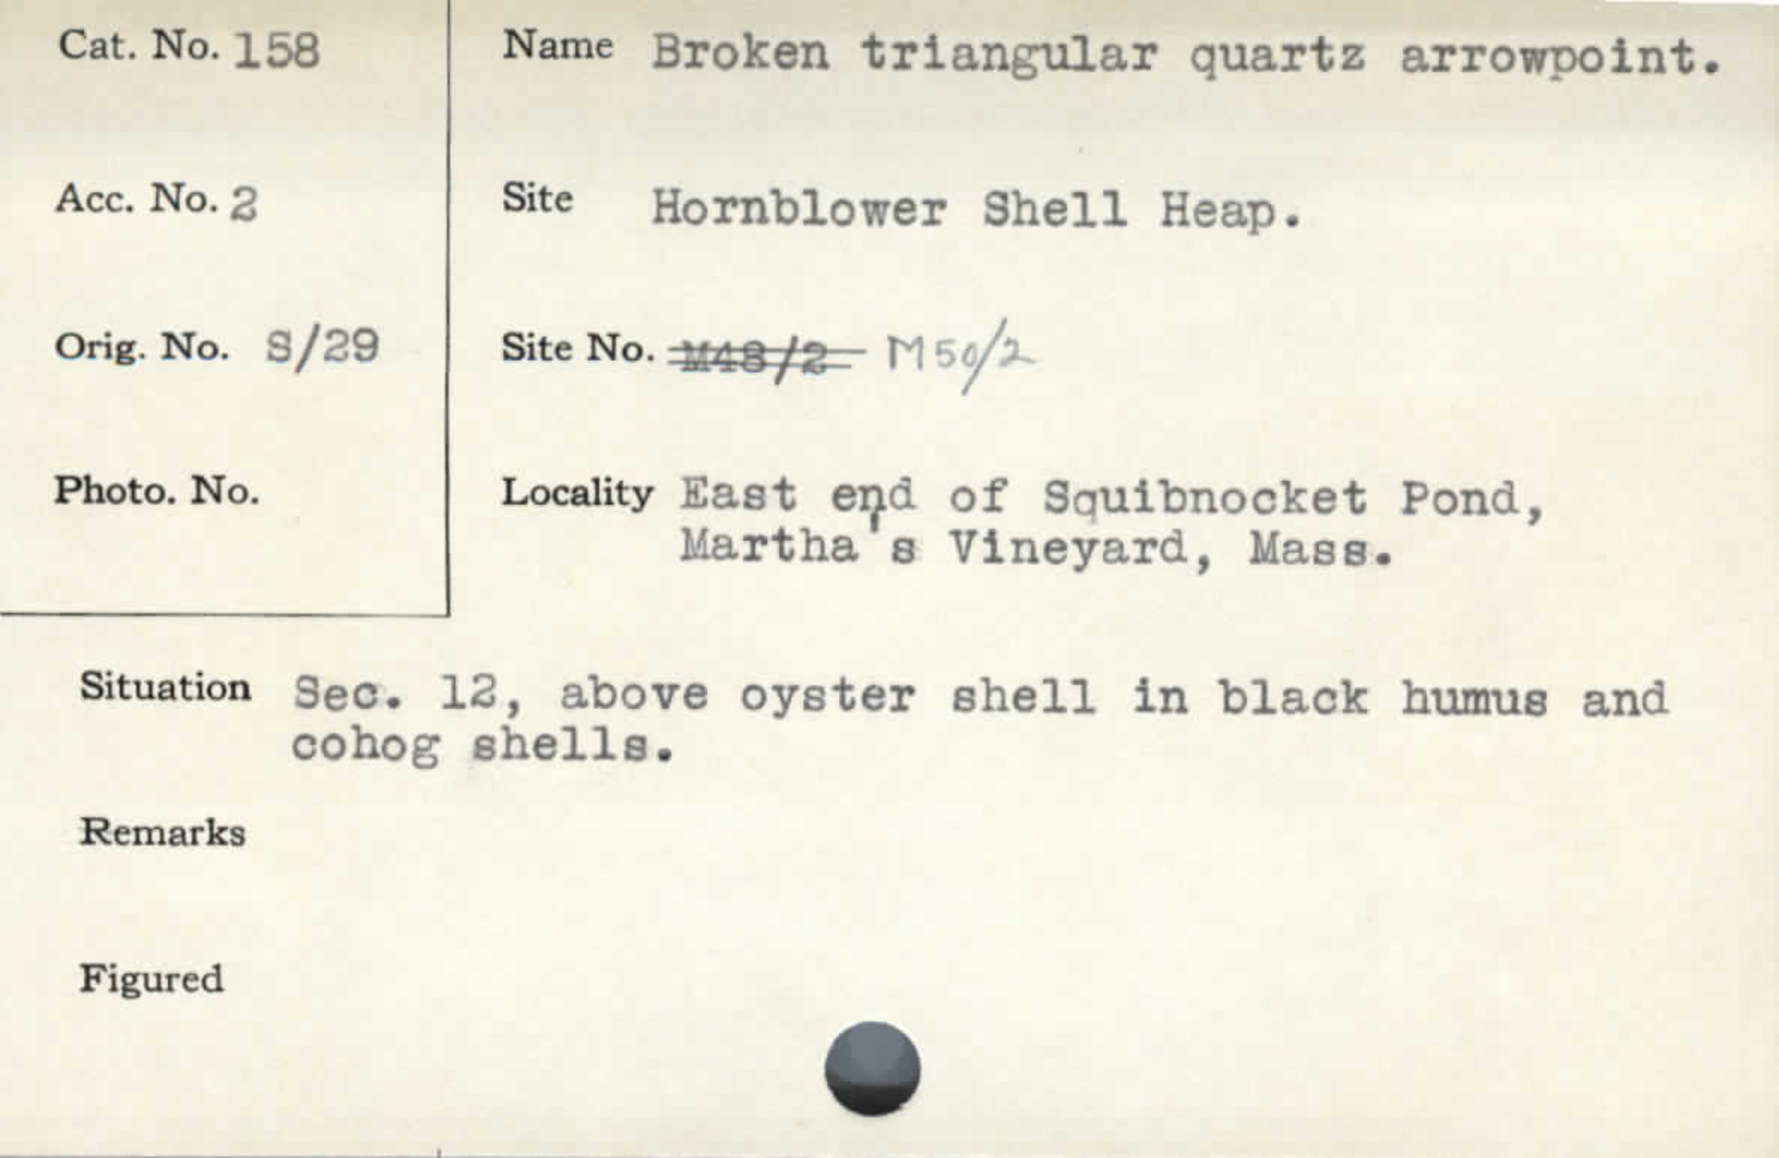 Cat. No. 158
Name Broken triangular quartz arrowpoint.
Acc. No. 2
Site Hornblower Shell Heap.
Orig. No. S/29
Site No. M48/2 M50/2
Photo. No.
Locality East end of Squibnocket Pond,
Martha's Vineyard, Mass.
Situation Sec. 12, above oyster shell in black humus and
cohog shells.
Remarks
Figured